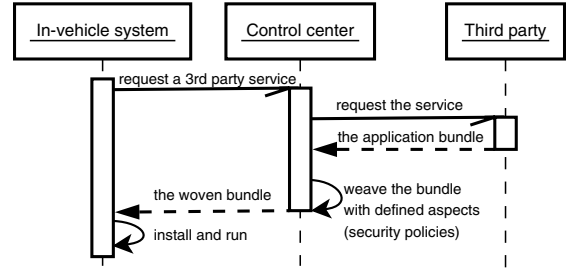 In-vehicle system
Control center
Third party
request a 3rd party service
request the service
the application bundle
the woven bundle
weave the bundle
with defined aspects
(security policies)
install and run